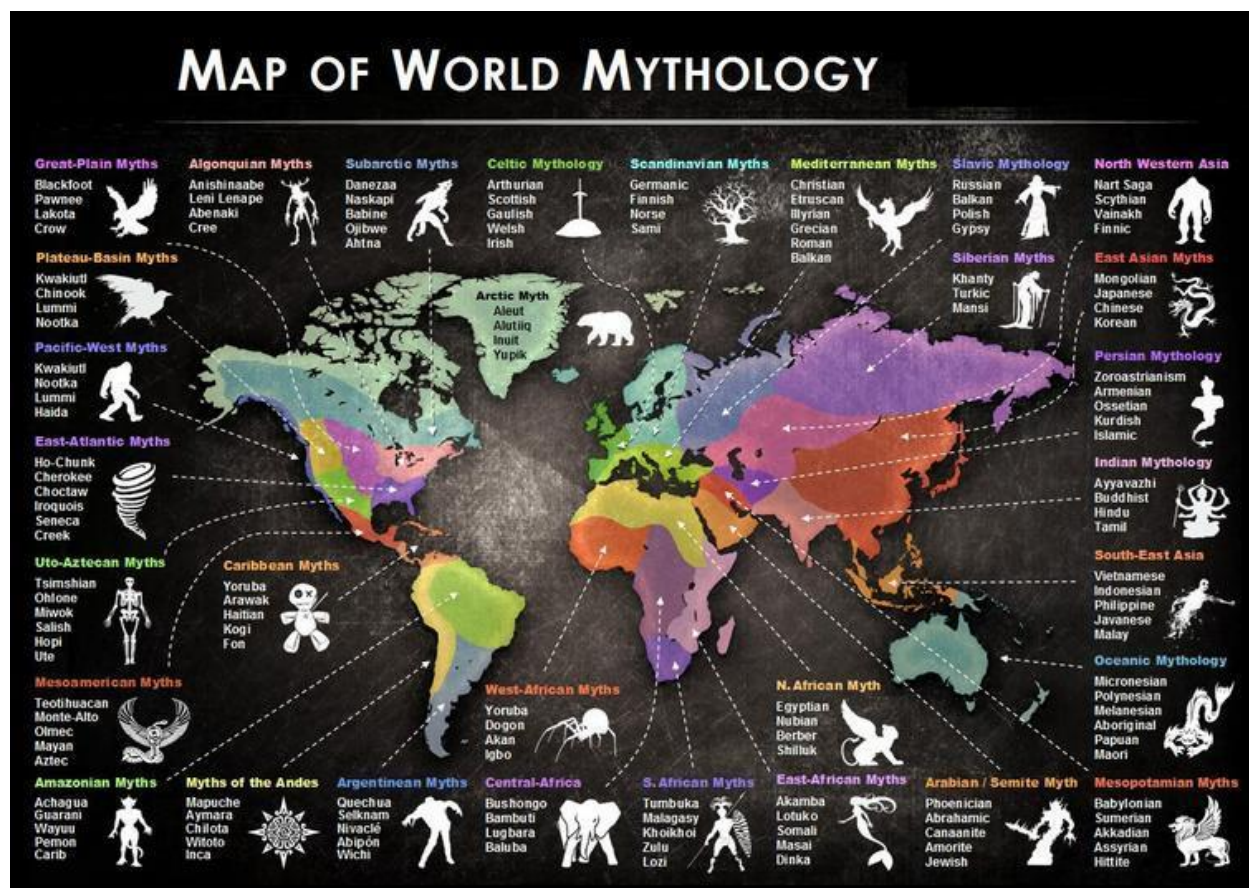 MAP OF WORLD MYTHOLOGY
Great-Plain Myths
Blackfoot
Pawnee
Lakota
Crow
Algonquian Myths
Anishinaabe
Leni Lenape
Abenaki
Cree
Subarctic Myths
Danezaa
Naskapi
Babine
Ojibwe
Ahtna
Celtic Mythology
Arthurian
Scottish
Gaulish
Welsh
Irish
Scandinavian Myths
Germanic
Finnish
Norse
Sami
Mediterranean Myths
Christian
Etruscan
Illyrian
Grecian
Roman
Balkan
Slavic Mythology
Russian
Balkan
Polish
Gypsy
North Western Asia
Nart Saga
Scythian
Vainakh
Finnic
Plateau-Basin Myths
Kwakiutl
Chinook
Lummi
Nootka
Arctic Myth
Aleut
Alutiiq
Inuit
Yupik
Siberian Myths
Khanty
Turkic
Mansi
East Asian Myths
Mongolian
Japanese
Chinese
Korean
Pacific-West Myths
Kwakiutl
Nootka
Lummi
Haida
Persian Mythology
Zoroastrianism
Armenian
Ossetian
Kurdish
Islamic
East-Atlantic Myths
Ho-Chunk
Cherokee
Choctaw
Iroquois
Seneca
Creek
Indian Mythology
Ayyavazhi
Buddhist
Hindu
Tamil
Uto-Aztecan Myths
Tsimshian
Ohlone
Miwok
Salish
Hopi
Ute
Caribbean Myths
Yoruba
Arawak
Haitian
Kogi
Fon
South-East Asia
Vietnamese
Indonesian
Philippine
Javanese
Malay
Mesoamerican Myths
Teotihuacan
Monte-Alto
Olmec
Mayan
Aztec
West-African Myths
Yoruba
Dogon
Akan
Igbo
N. African Myth
Egyptian
Nubian
Berber
Shilluk
Oceanic Mythology
Micronesian
Polynesian
Melanesian
Aboriginal
Papuan
Maori
Amazonian Myths
Achagua
Guarani
Wayuu
Pemon
Carib
Myths of the Andes
Mapuche
Aymara
Chilota
Witoto
Inca
Argentinean Myths
Quechua
Selknam
Nivaclé
Abipón
Wichi
Central-Africa
Bushongo
Bambuti
Lugbara
Baluba
S. African Myths
Tumbuka
Malagasy
Khoikhoi
Zulu
Lozi
East-African Myths
Akamba
Lotuko
Somali
Masai
Dinka
Arabian / Semite Myth
Phoenician
Abrahamic
Canaanite
Amorite
Jewish
Mesopotamian Myths
Babylonian
Sumerian
Akkadian
Assyrian
Hittite